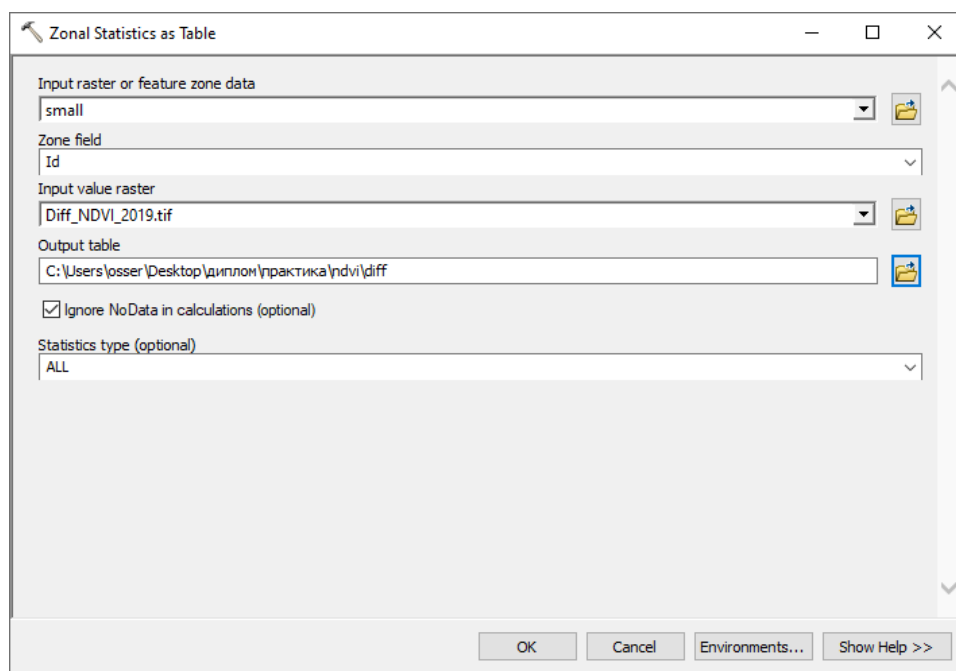 Zonal Statistics as Table
Input raster or feature zone data
small
Zone field
Id
Input value raster
Diff_NDVI_2019.tif
Output table
C:\Users\osser\Desktop\диплом\практика\ndvi\diff
Ignore NoData in calculations (optional)
Statistics type (optional)
ALL
OK Cancel Environments... Show Help >>